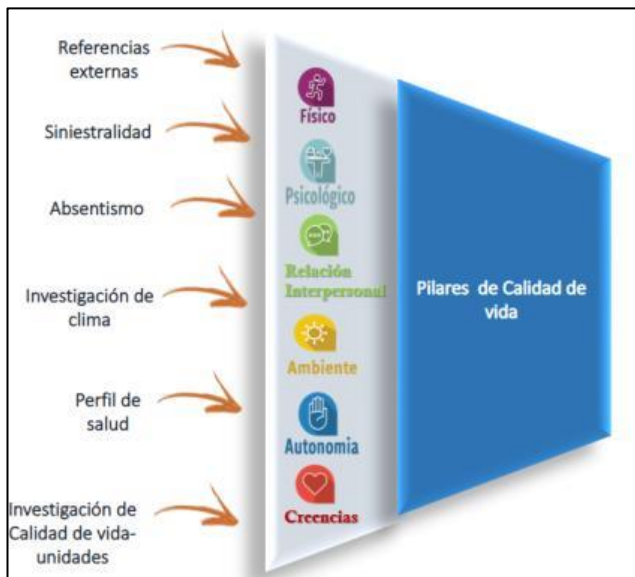 Referencias
externas
Siniestralidad
Absentismo
Investigación de
clima
Perfil de
salud
Investigación de
Calidad de vida-
unidades
Físico
Psicológico
Relación
Interpersonal
Ambiente
Autonomia
Creencias
Pilares de Calidad de
vida